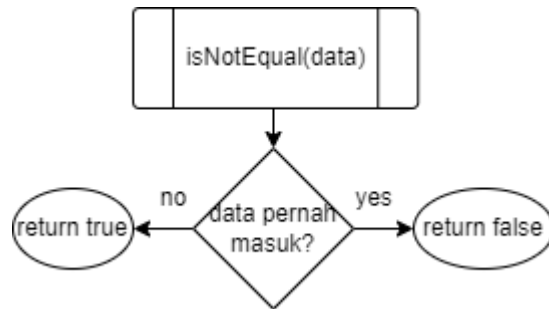 isNotEqual(data)
no
yes
return true
data pernah
masuk?
return false